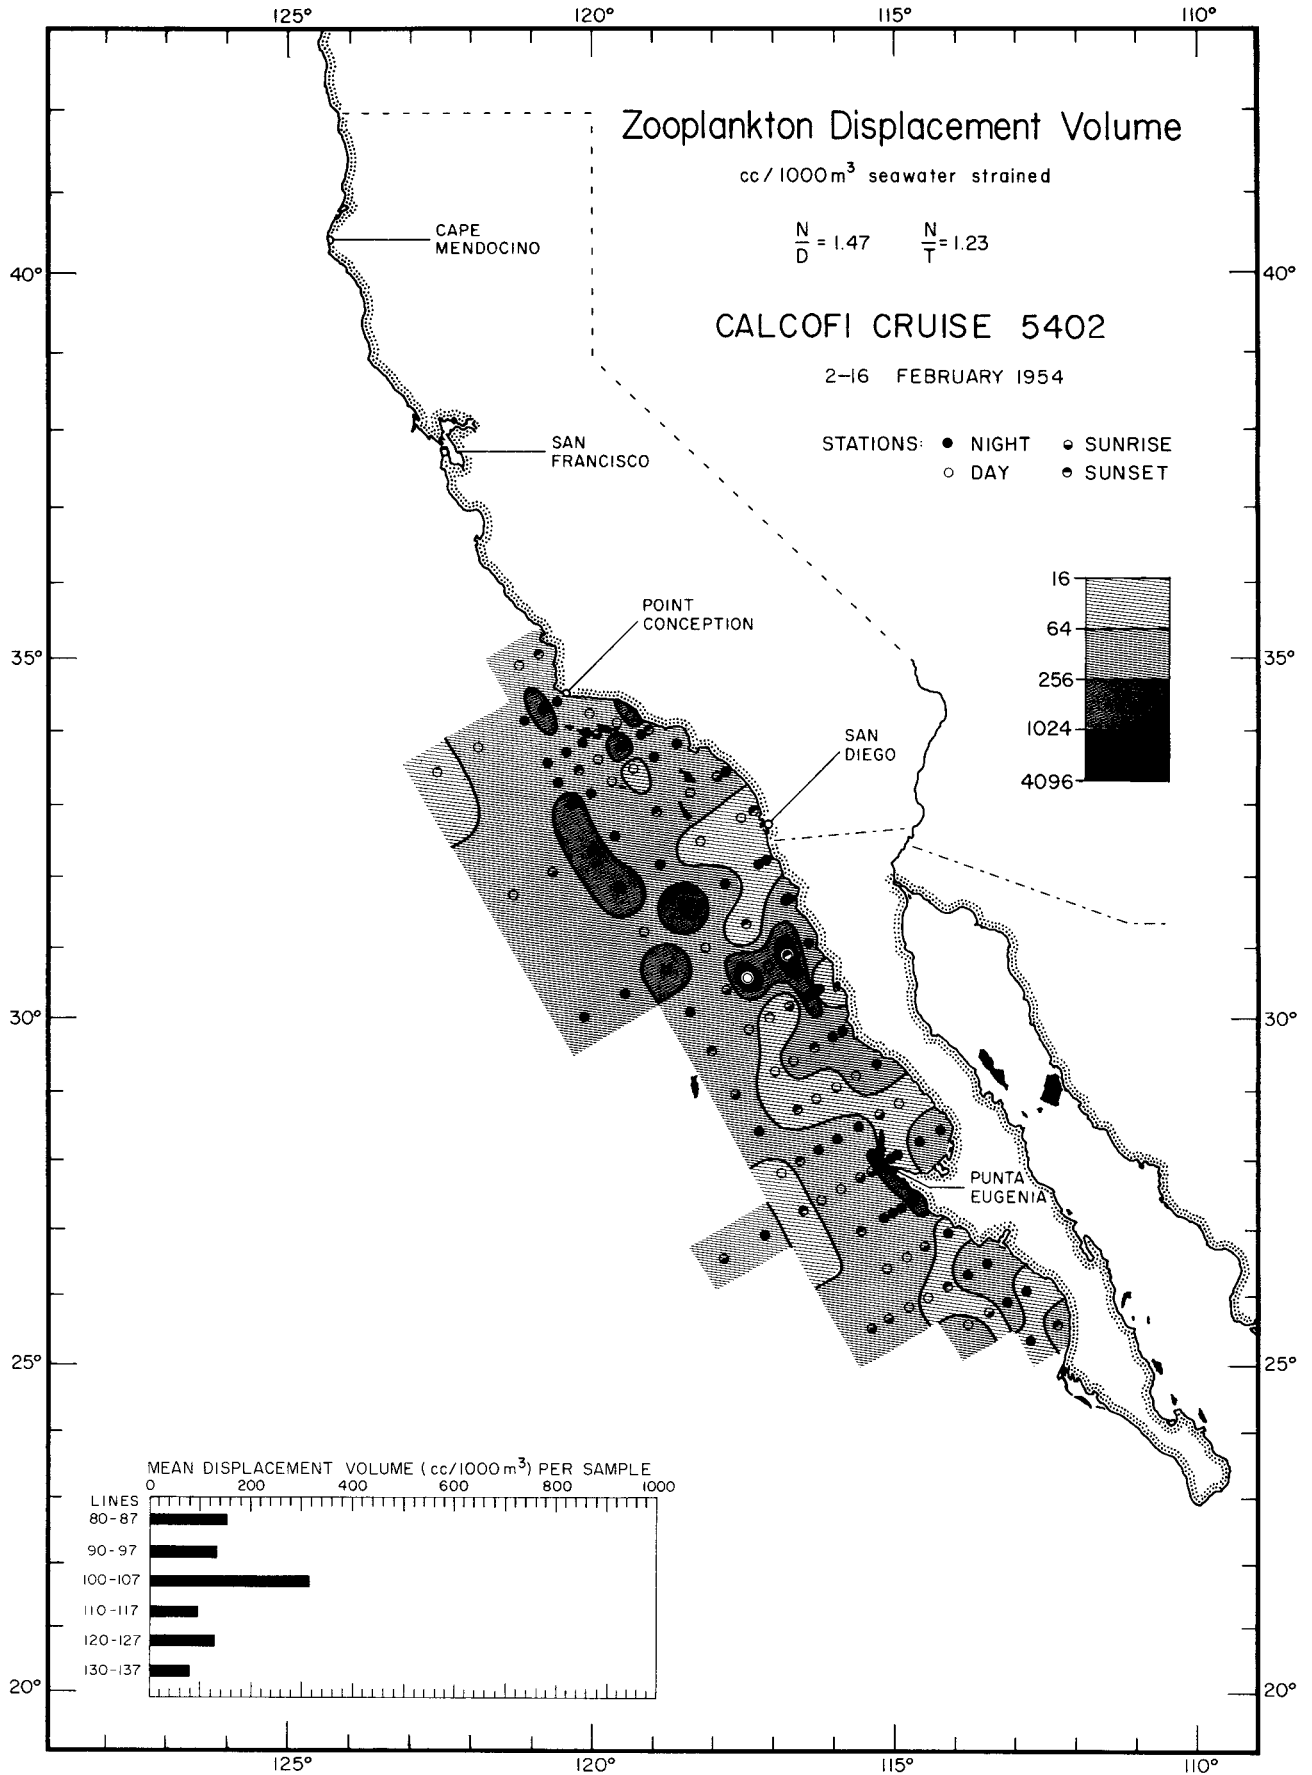 125° 120° 115° 110°
Zooplankton Displacement Volume
cc/1000m³ seawater strained
N/D = 1.47 N/T = 1.23
CAPE
MENDOCINO
40° 40°
CALCOFI CRUISE 5402
2–16 FEBRUARY 1954
STATIONS: NIGHT SUNRISE
DAY SUNSET
SAN
FRANCISCO
16
64
256
1024
4096
POINT
CONCEPTION
35° 35°
SAN
DIEGO
30° 30°
PUNTA
EUGENIA
25° 25°
MEAN DISPLACEMENT VOLUME (cc/1000m³) PER SAMPLE
0 200 400 600 800 1000
LINES
80-87
90-97
100-107
110-117
120-127
130-137
20° 20°
125° 120° 115° 110°